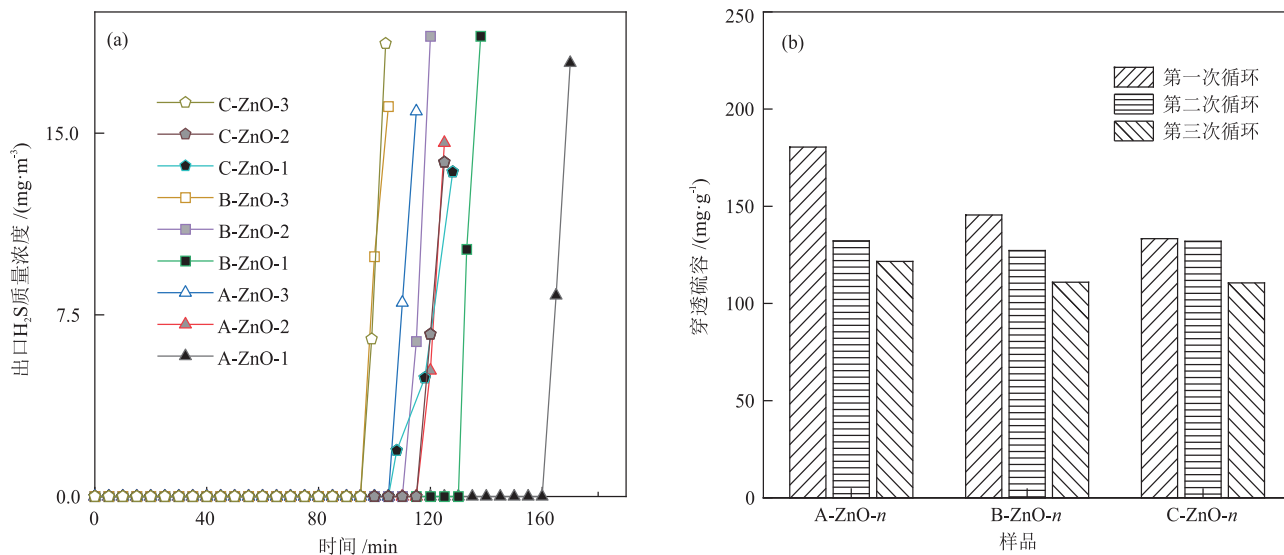 (a)
C-ZnO-3
C-ZnO-2
C-ZnO-1
B-ZnO-3
B-ZnO-2
B-ZnO-1
A-ZnO-3
A-ZnO-2
A-ZnO-1
15.0
7.5
0.0
出口H₂S质量浓度 /(mg·m⁻³)
0 40 80 120 160
时间 /min
(b)
第一次循环
第二次循环
第三次循环
250
200
150
100
50
0
穿透硫容 /(mg·g⁻¹)
A-ZnO-n B-ZnO-n C-ZnO-n
样品